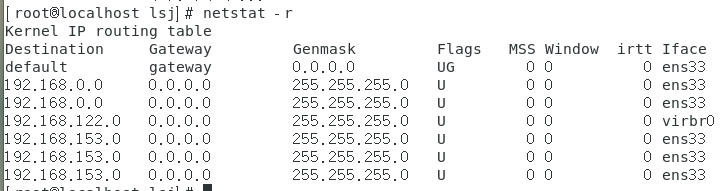 [root@localhost lsj]# netstat -r
Kernel IP routing table
Destination     Gateway         Genmask         Flags   MSS Window  irtt Iface
default         gateway         0.0.0.0         UG        0 0          0 ens33
192.168.0.0     0.0.0.0         255.255.255.0   U         0 0          0 ens33
192.168.0.0     0.0.0.0         255.255.255.0   U         0 0          0 ens33
192.168.122.0   0.0.0.0         255.255.255.0   U         0 0          0 virbr0
192.168.153.0   0.0.0.0         255.255.255.0   U         0 0          0 ens33
192.168.153.0   0.0.0.0         255.255.255.0   U         0 0          0 ens33
192.168.153.0   0.0.0.0         255.255.255.0   U         0 0          0 ens33
[root@localhost lsj]#